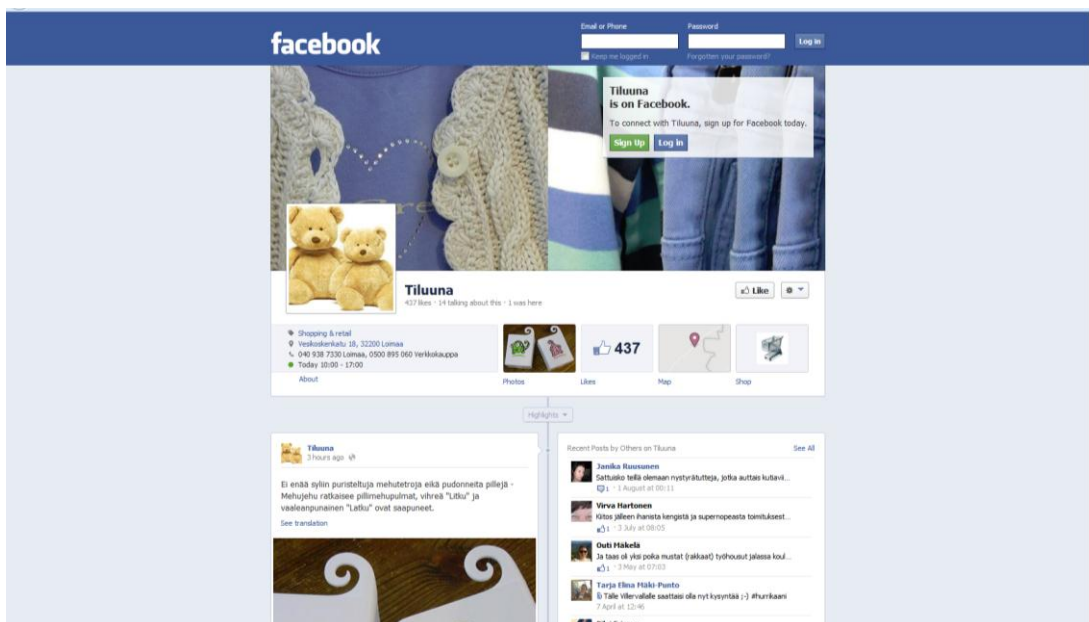 facebook
Email or Phone
Password
Log in
Keep me logged in
Forgotten your password?
Tiluuna
is on Facebook.
To connect with Tiluuna, sign up for Facebook today.
Sign Up
Log in
Tiluuna
437 likes · 14 talking about this · 1 was here
Like
Shopping & retail
Vesikoskenkatu 18, 32200 Loimaa
040 938 7330 Loimaa, 0500 895 060 Verkkokauppa
Today 10:00 - 17:00
About
437
Photos
Likes
Map
Shop
Highlights
Tiluuna
3 hours ago
Ei enää syliin puristeltuja mehutetroja eikä pudonneita pillejä -
Mehujehu ratkaisee pillimehupulmat, vihreä "Litku" ja
vaaleanpunainen "Latku" ovat saapuneet.
See translation
Recent Posts by Others on Tiluuna
See All
Janika Ruusunen
Sattuisko teillä olemaan nystyrätutteja, jotka auttais kutiavii...
1 · 1 August at 00:11
Virva Hartonen
Kiitos jälleen ihanista kengistä ja supernopeasta toimituksest...
1 · 3 July at 08:05
Outi Mäkelä
Ja taas oli yksi poika mustat (rakkaat) työhousut jalassa koul...
1 · 3 May at 07:03
Tarja Elina Mäki-Punto
Tälle Villervallalle saattaisi olla nyt kysyntää ;-) #hurrikaani
7 April at 12:46